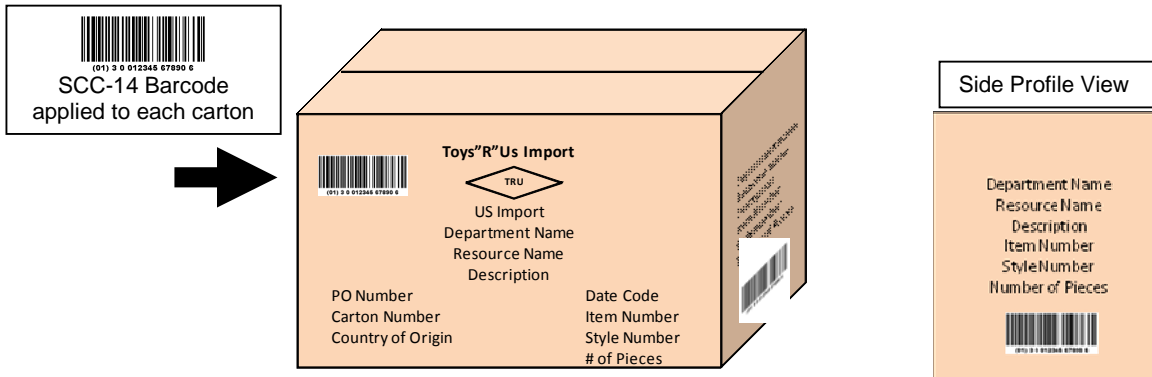 (01) 3 0 012345 67890 6
SCC-14 Barcode
applied to each carton
Toys”R”Us Import
TRU
(01) 3 0 012345 67890 6
US Import
Department Name
Resource Name
Description
PO Number
Carton Number
Country of Origin
Date Code
Item Number
Style Number
# of Pieces
Side Profile View
Department Name
Resource Name
Description
Item Number
Style Number
Number of Pieces